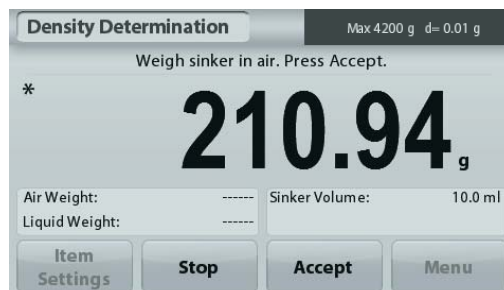 Density Determination
Max 4200 g d= 0.01 g
Weigh sinker in air. Press Accept.
*
210.94 g
Air Weight: ------
Sinker Volume: 10.0 ml
Liquid Weight: ------
Item Settings
Stop
Accept
Menu